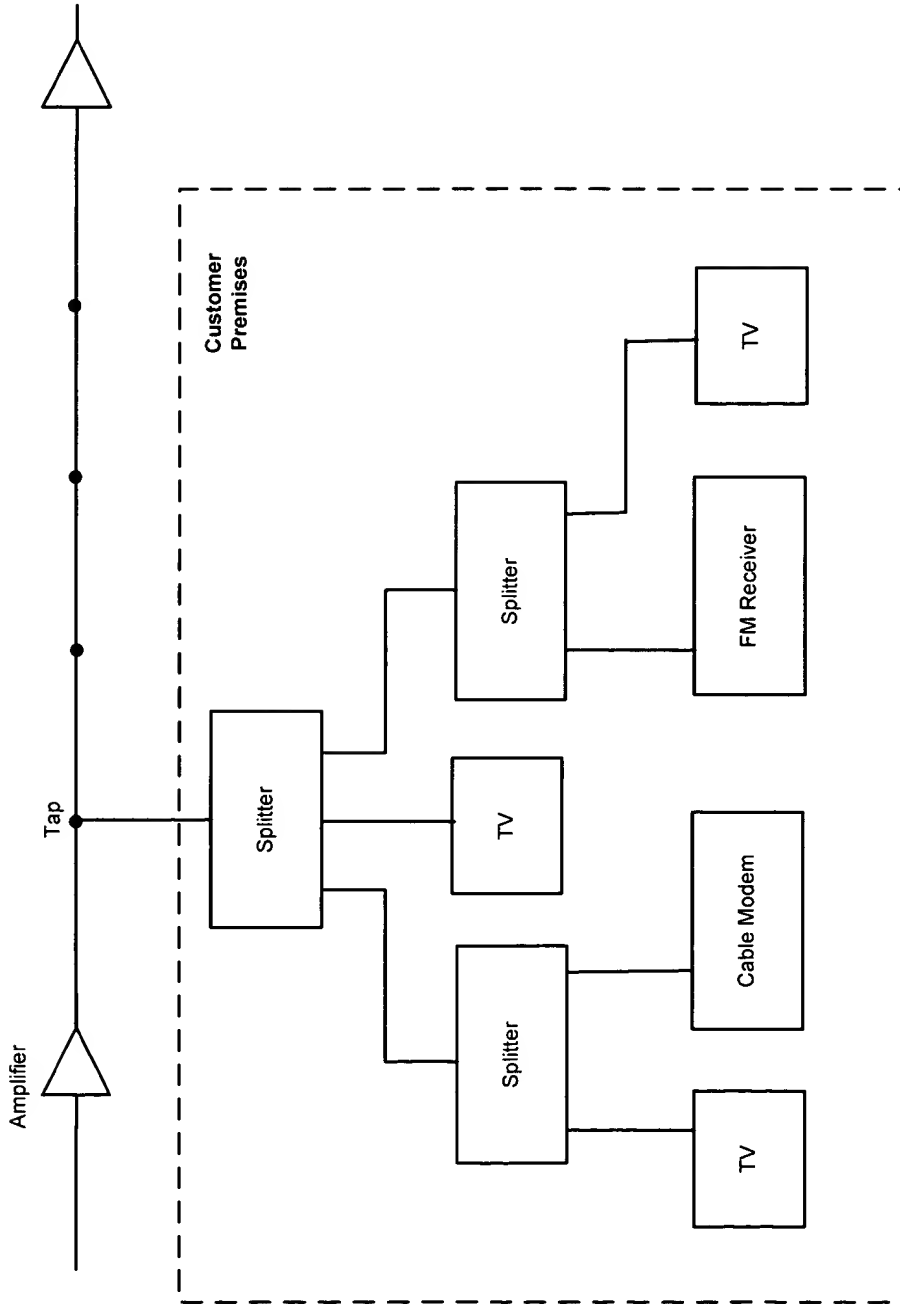 Amplifier
Tap
Customer
Premises
Splitter
Splitter
TV
Splitter
TV
Cable Modem
FM Receiver
TV